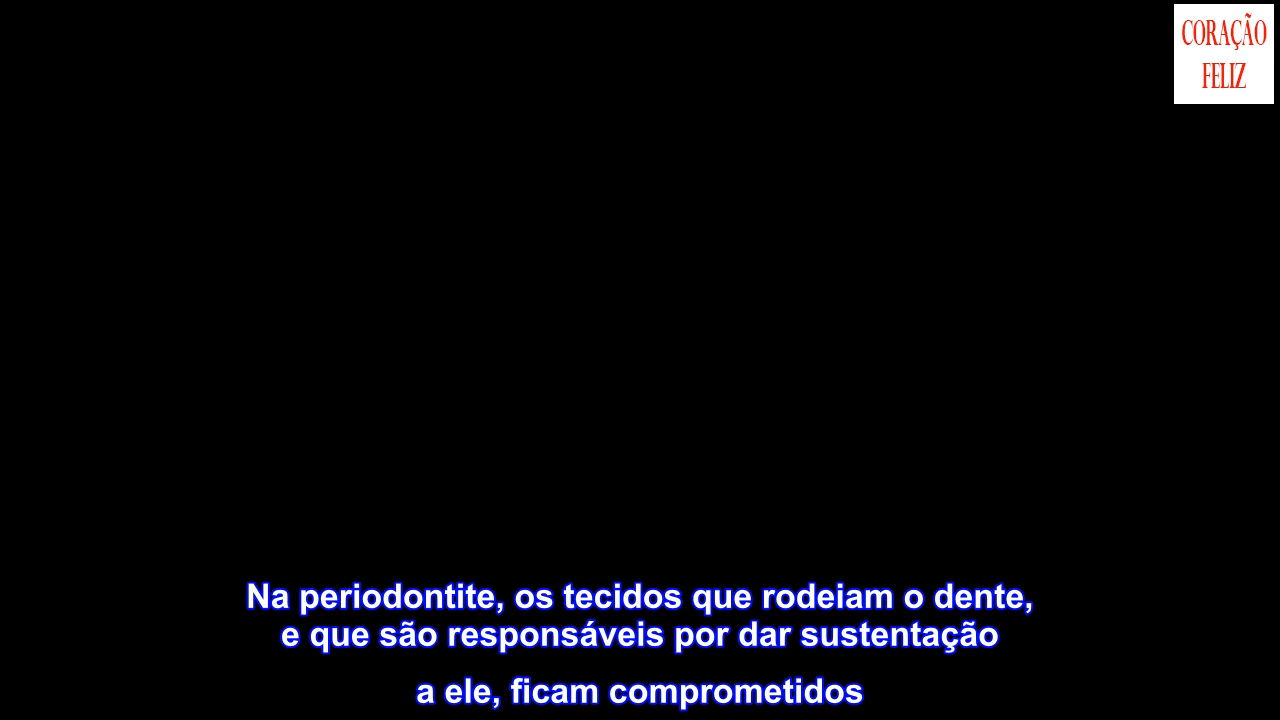 CORAÇÃO
FELIZ
Na periodontite, os tecidos que rodeiam o dente,
e que são responsáveis por dar sustentação
a ele, ficam comprometidos